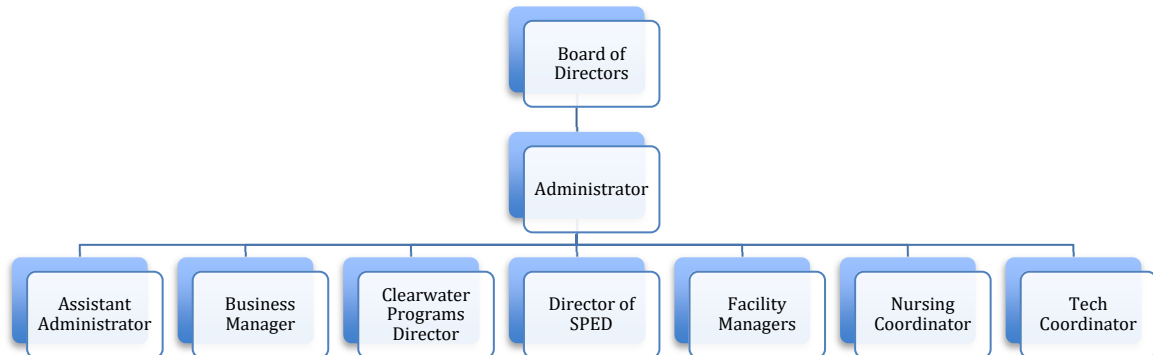 Board of
Directors
Administrator
Assistant
Administrator
Business
Manager
Clearwater
Programs
Director
Director of
SPED
Facility
Managers
Nursing
Coordinator
Tech
Coordinator